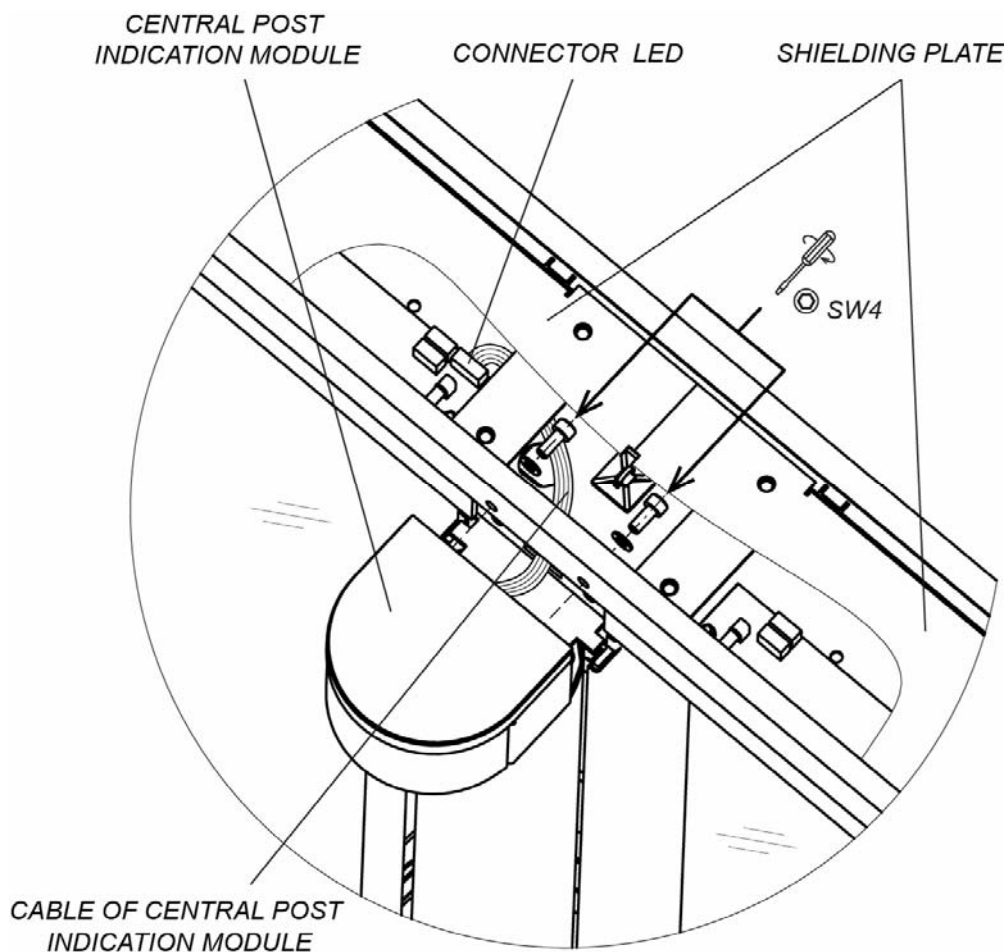 CENTRAL POST
INDICATION MODULE
CONNECTOR LED
SHIELDING PLATE
SW4
CABLE OF CENTRAL POST
INDICATION MODULE